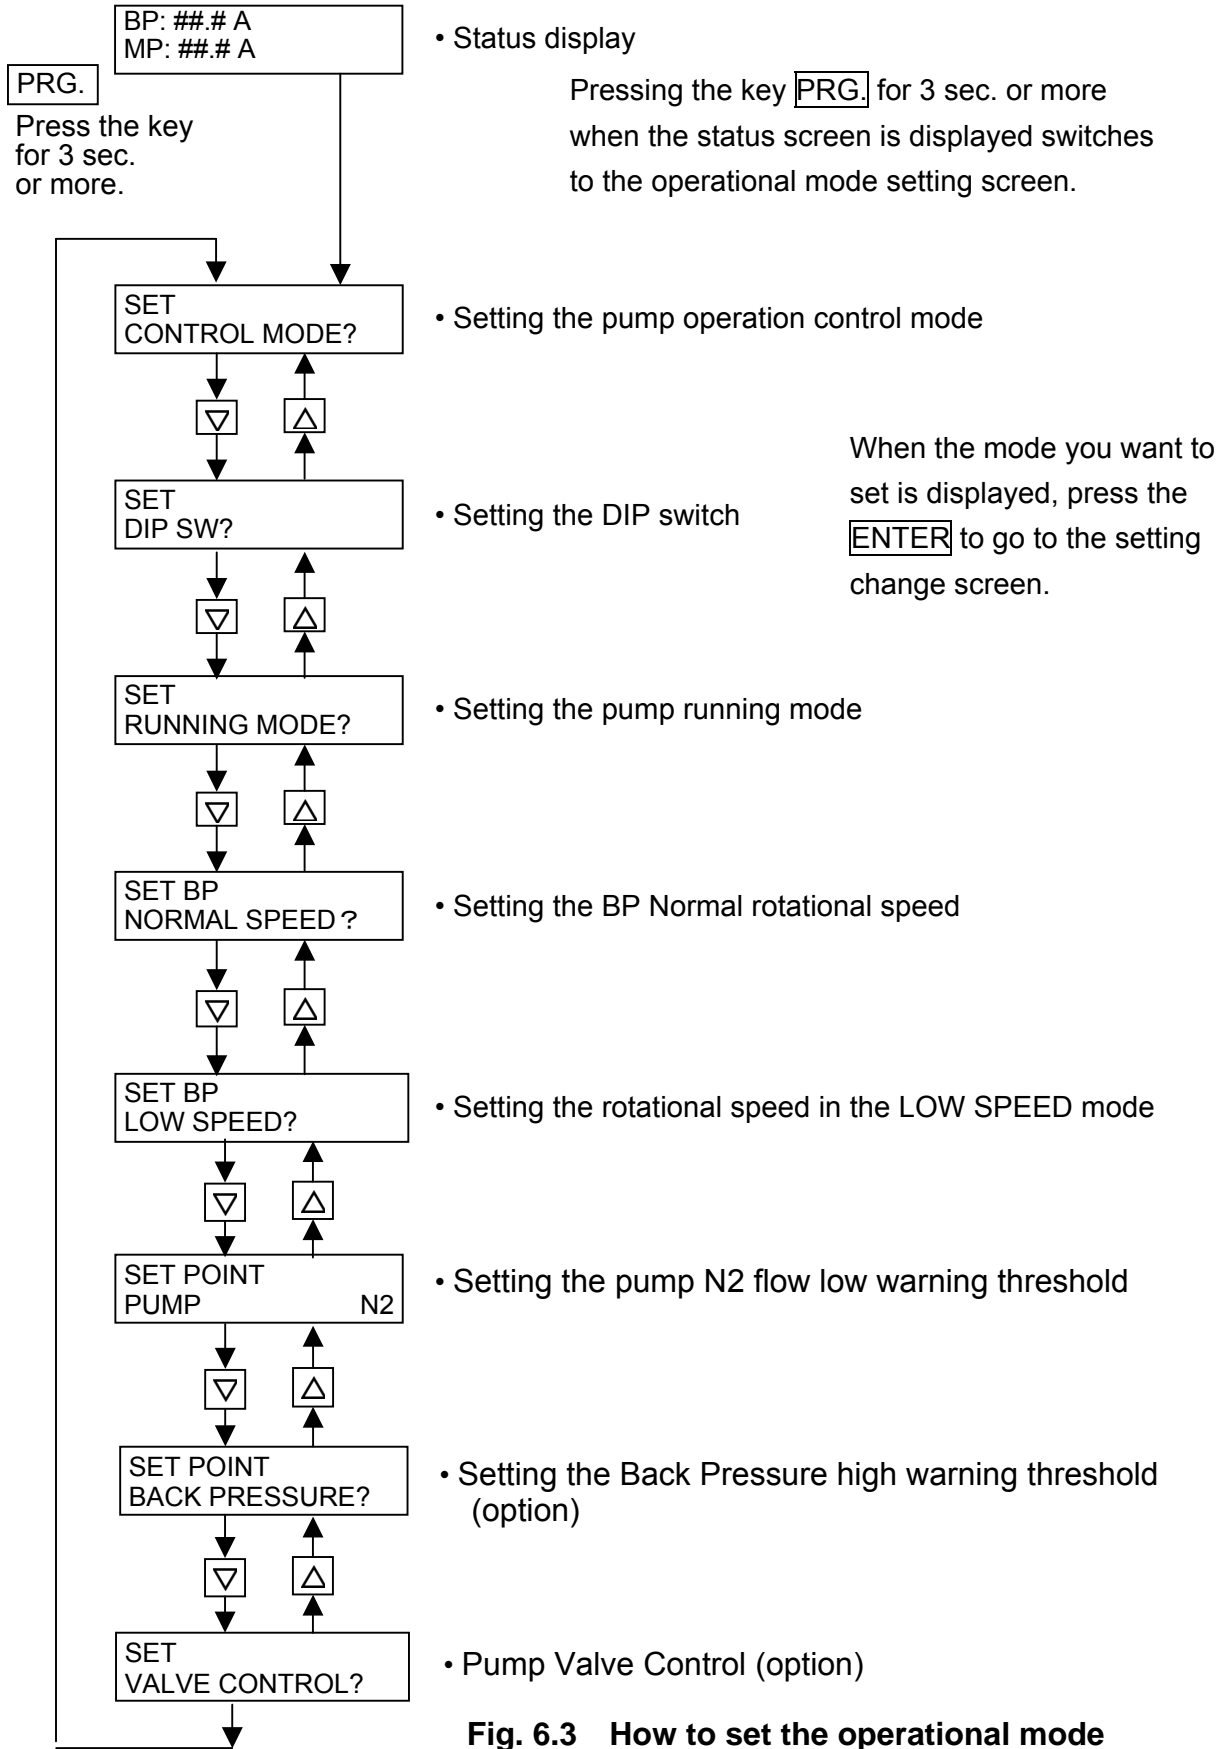 BP: ##.# A
MP: ##.# A
• Status display
PRG.
Press the key
for 3 sec.
or more.
Pressing the key PRG. for 3 sec. or more
when the status screen is displayed switches
to the operational mode setting screen.
SET
CONTROL MODE?
• Setting the pump operation control mode
▽ △
When the mode you want to
set is displayed, press the
ENTER to go to the setting
change screen.
SET
DIP SW?
• Setting the DIP switch
▽ △
SET
RUNNING MODE?
• Setting the pump running mode
▽ △
SET BP
NORMAL SPEED？
• Setting the BP Normal rotational speed
▽ △
SET BP
LOW SPEED?
• Setting the rotational speed in the LOW SPEED mode
▽ △
SET POINT
PUMP N2
• Setting the pump N2 flow low warning threshold
▽ △
SET POINT
BACK PRESSURE?
• Setting the Back Pressure high warning threshold
(option)
▽ △
SET
VALVE CONTROL?
• Pump Valve Control (option)
Fig. 6.3 How to set the operational mode